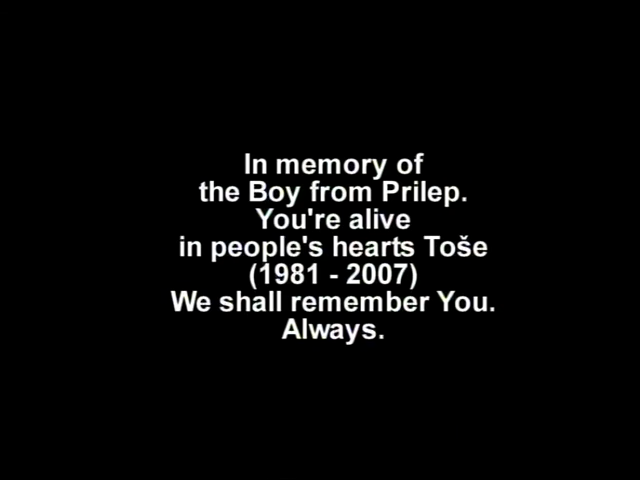 In memory of
the Boy from Prilep.
You're alive
in people's hearts Toše
(1981 - 2007)
We shall remember You.
Always.